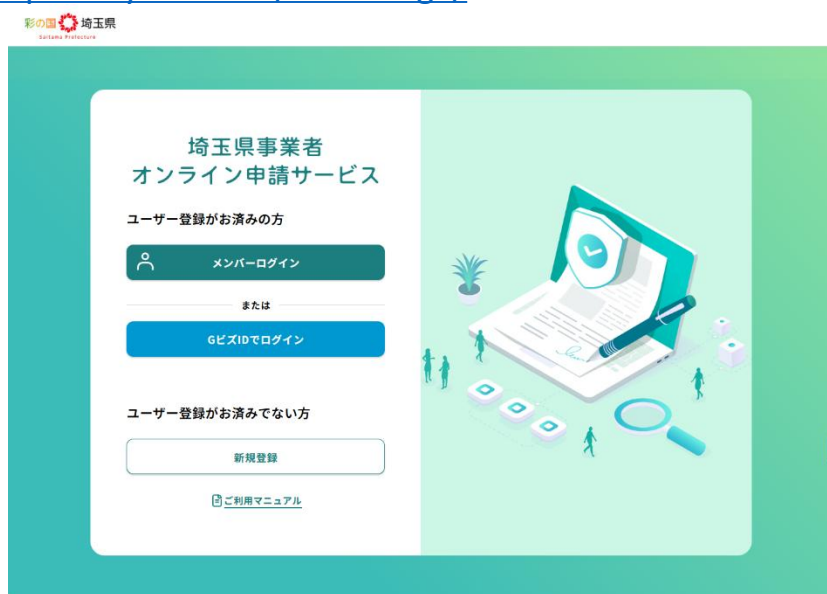 彩の国 埼玉県
Saitama Prefecture
埼玉県事業者
オンライン申請サービス
ユーザー登録がお済みの方
メンバーログイン
または
GビズIDでログイン
ユーザー登録がお済みでない方
新規登録
ご利用マニュアル